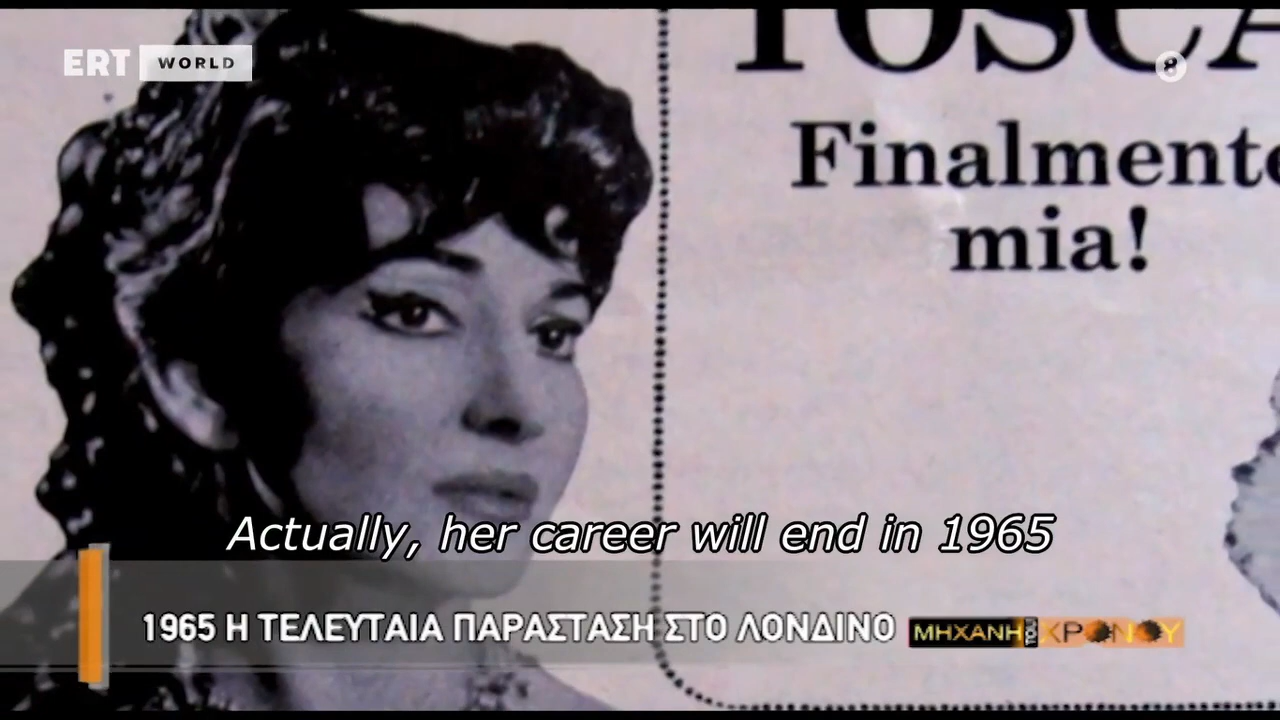 ERT WORLD
8
TOSCA
Finalmente
mia!
Actually, her career will end in 1965
1965 Η ΤΕΛΕΥΤΑΙΑ ΠΑΡΑΣΤΑΣΗ ΣΤΟ ΛΟΝΔΙΝΟ ΜΗΧΑΝΗ ΤΟΥ ΧΡΟΝΟΥ